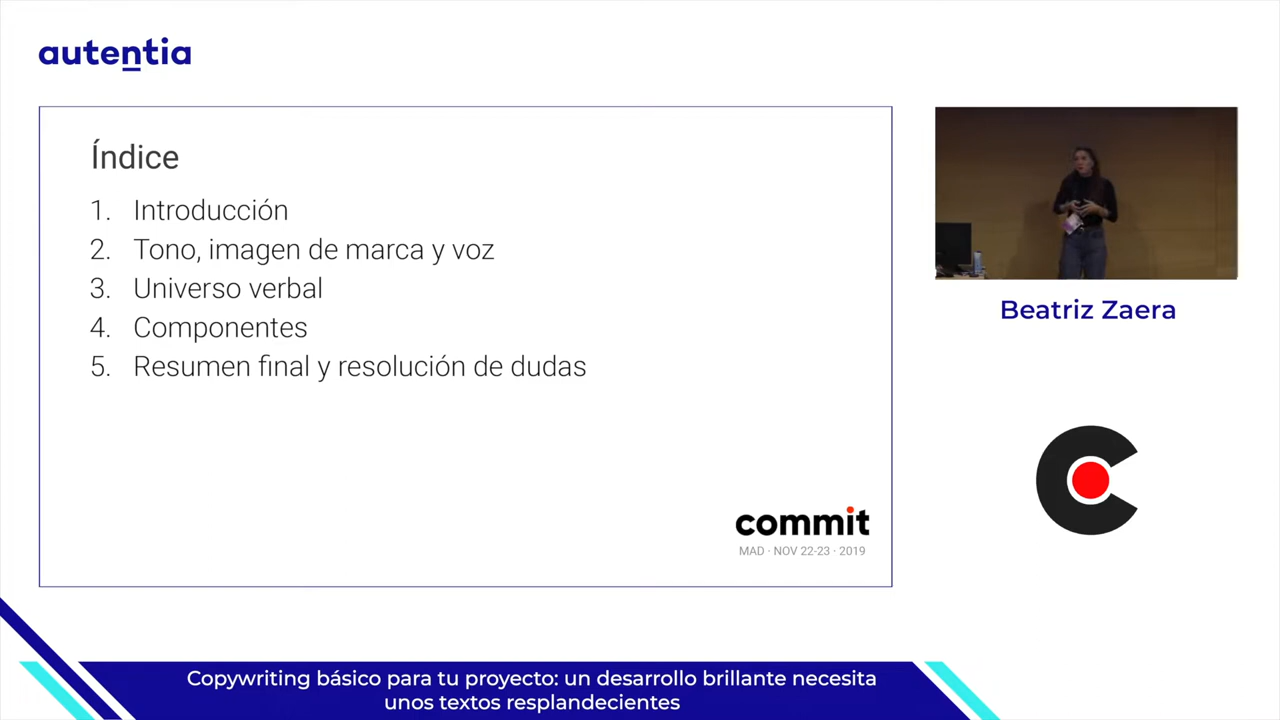 autentia
Índice
1. Introducción
2. Tono, imagen de marca y voz
3. Universo verbal
4. Componentes
5. Resumen final y resolución de dudas
commit
MAD · NOV 22-23 · 2019
Beatriz Zaera
Copywriting básico para tu proyecto: un desarrollo brillante necesita
unos textos resplandecientes